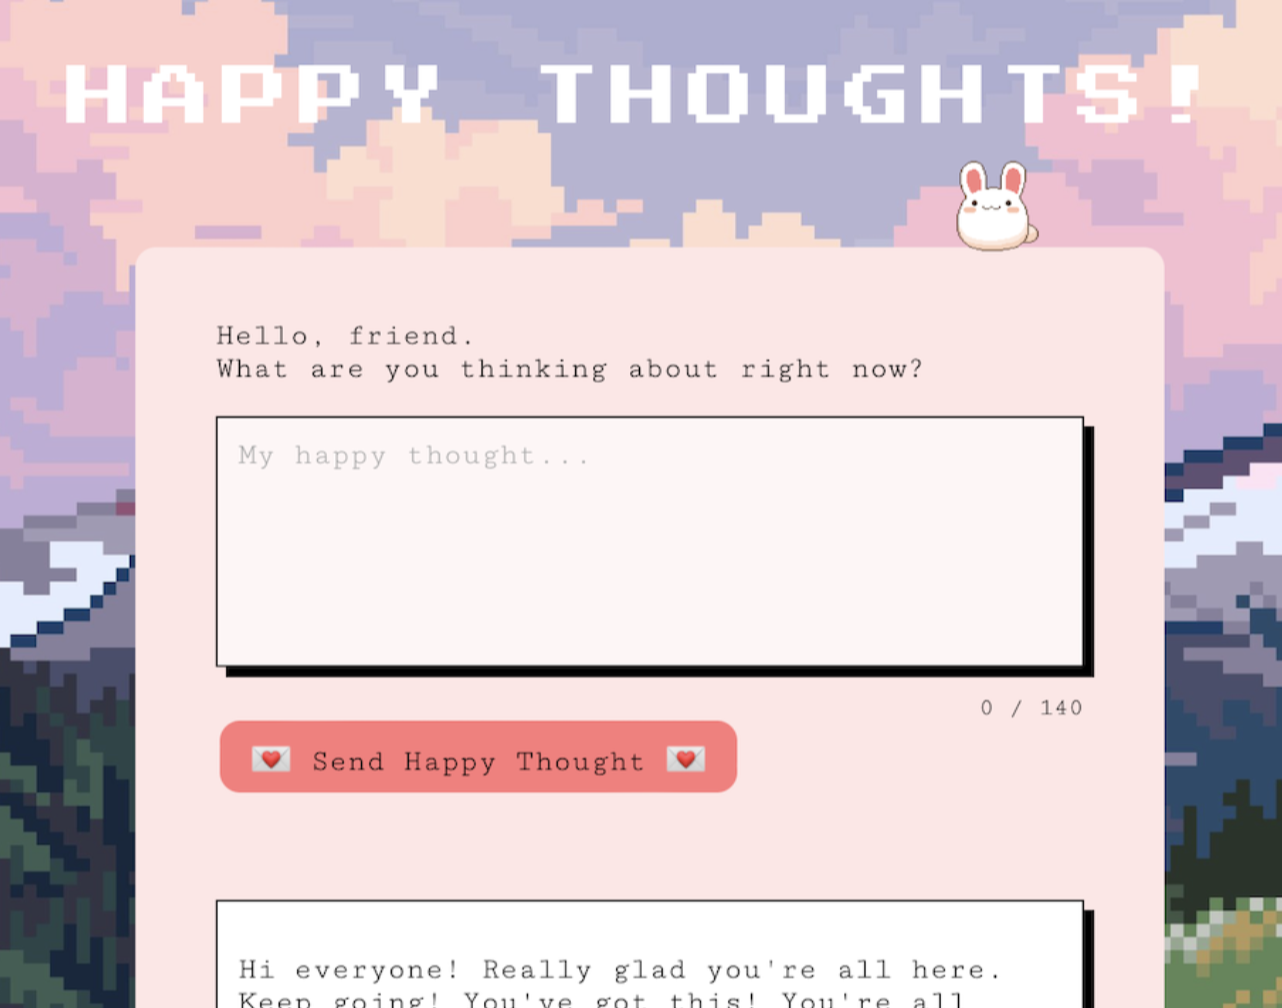 HAPPY THOUGHTS!
Hello, friend.
What are you thinking about right now?
My happy thought...
0 / 140
Send Happy Thought
Hi everyone! Really glad you're all here.
Keep going! You've got this! You're all